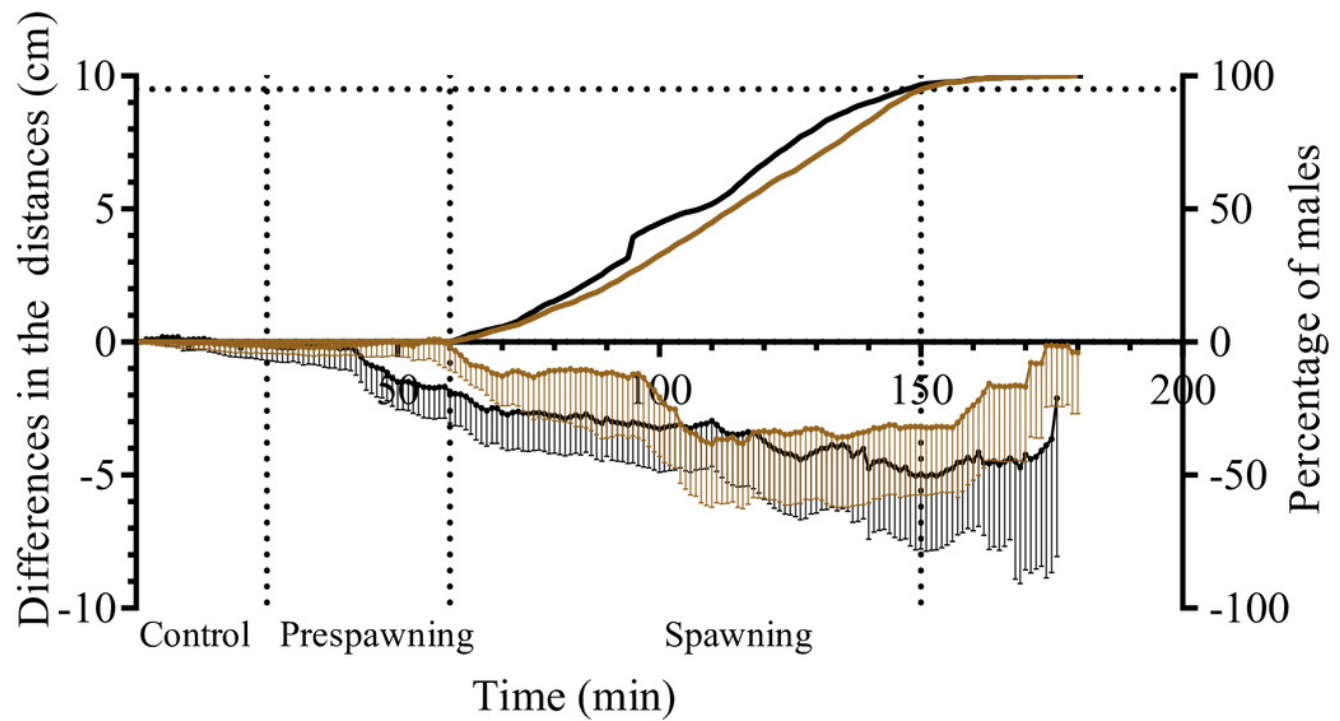 Differences in the distances (cm)
10
5
0
-5
-10
50
100
150
200
100
50
0
-50
-100
Percentage of males
Control
Prespawning
Spawning
Time (min)